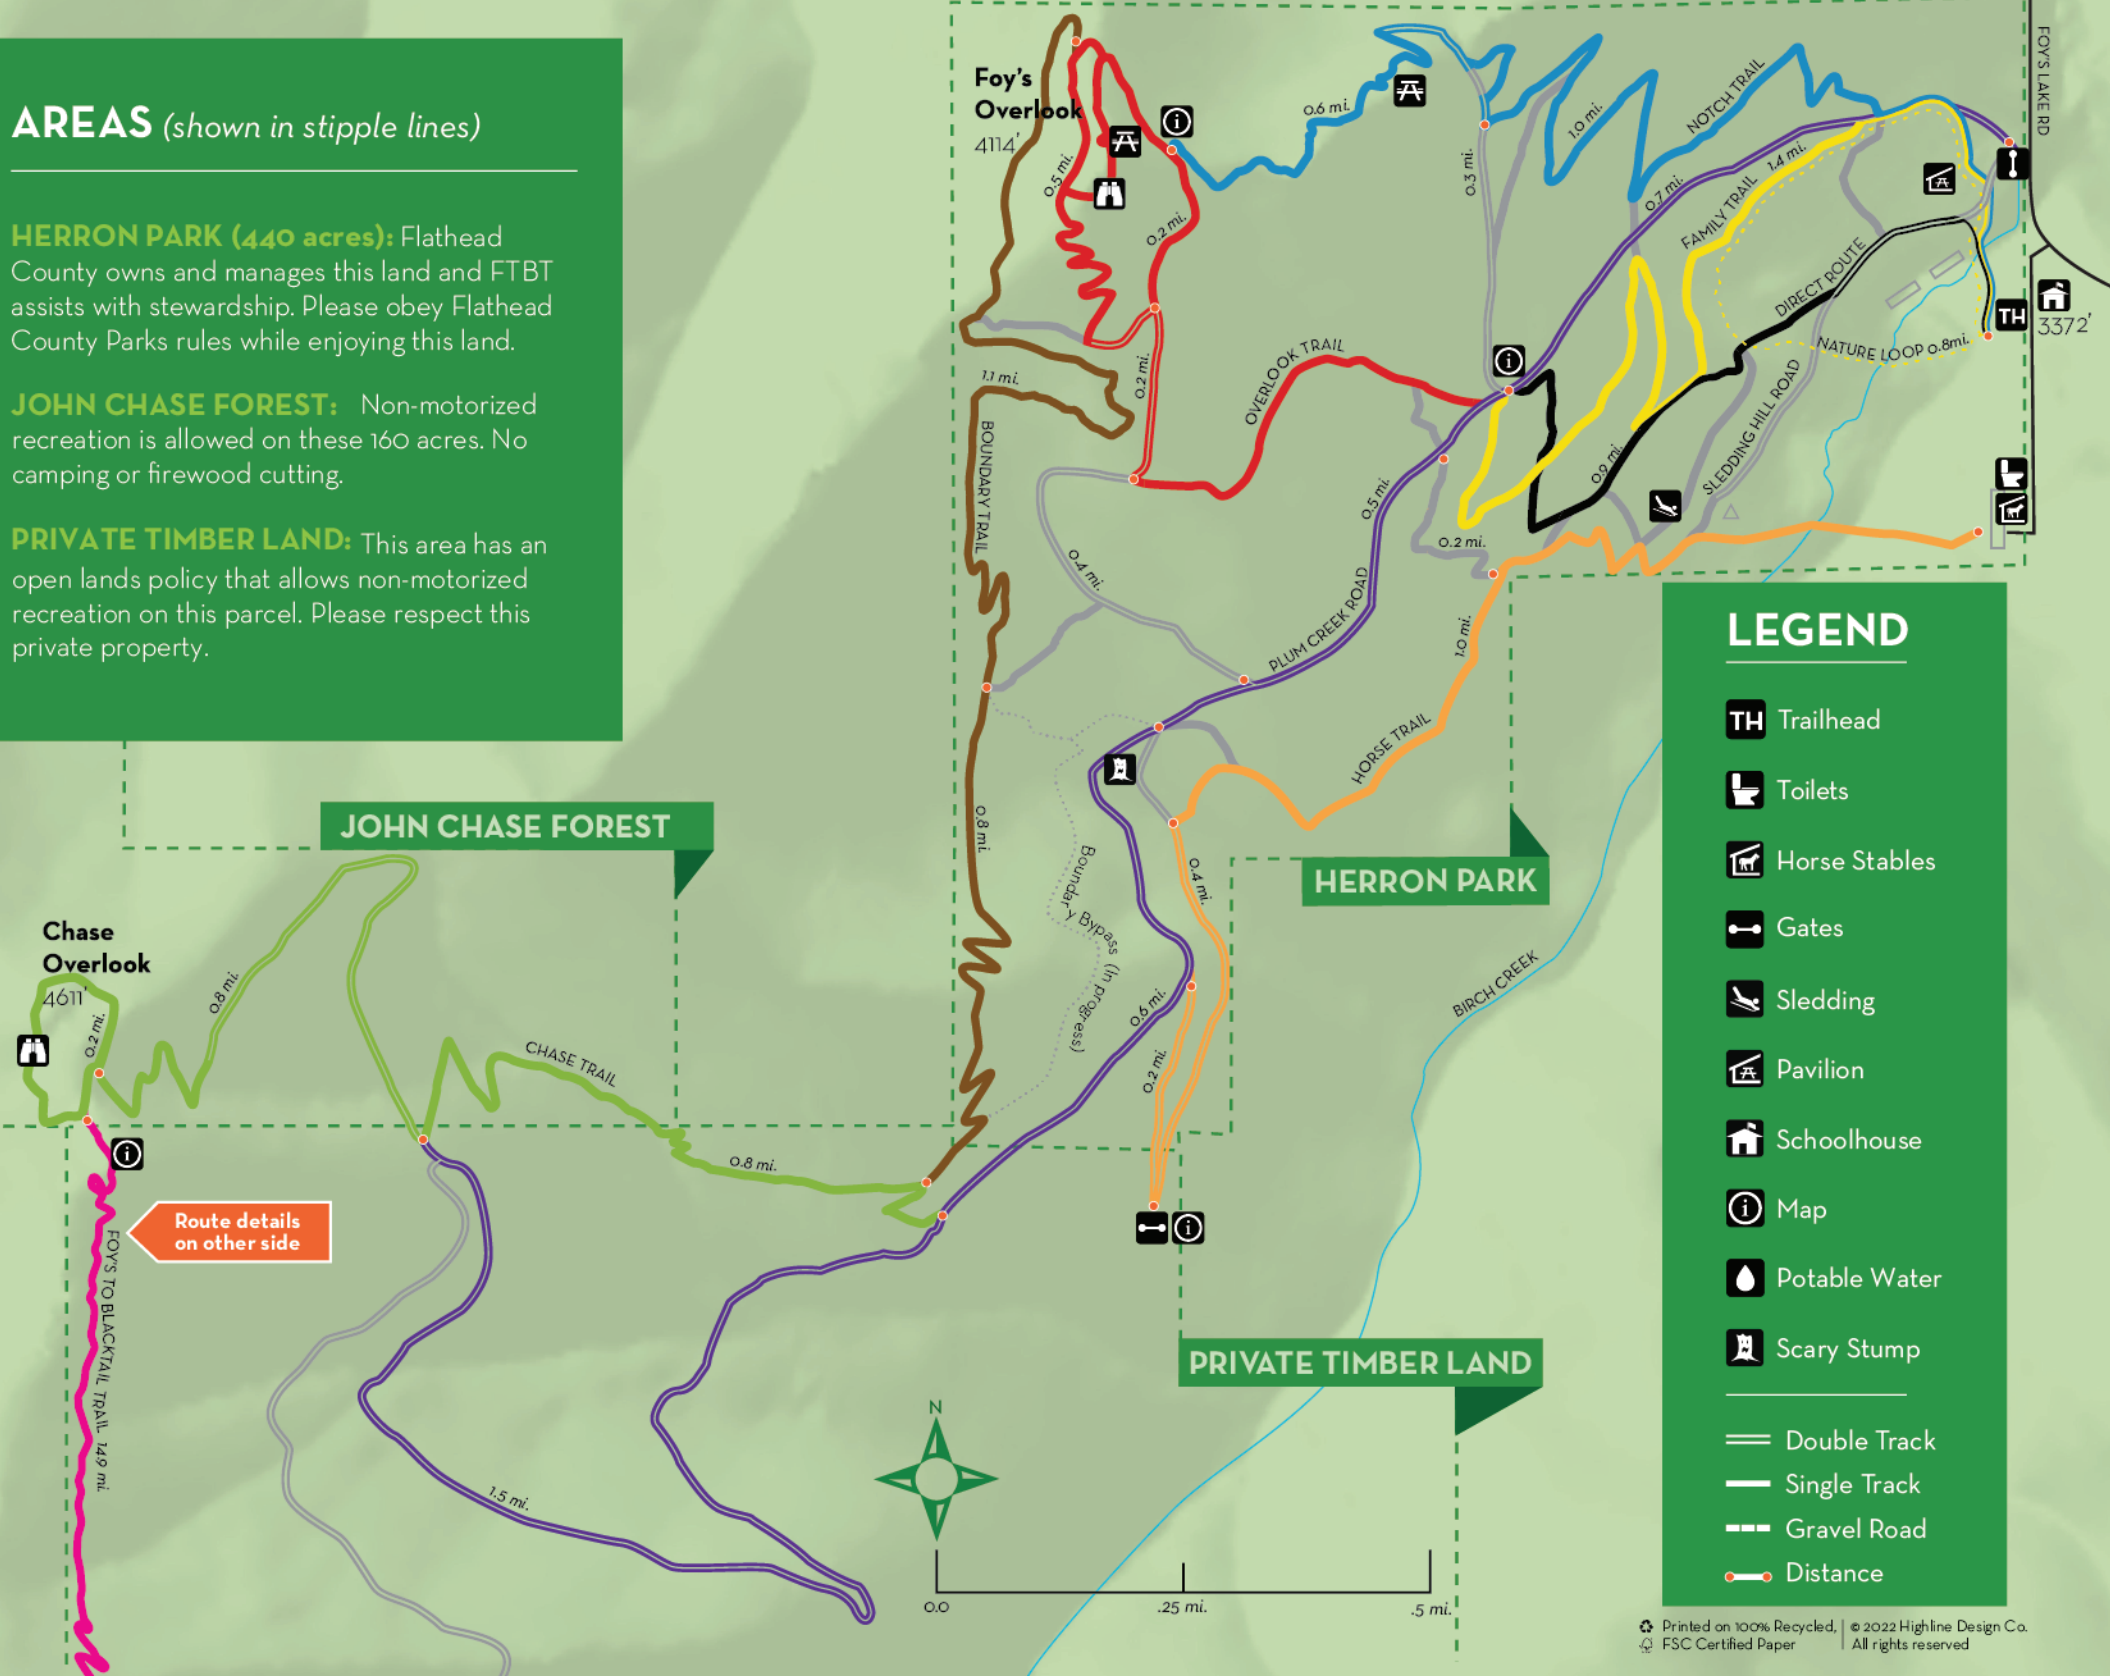 AREAS (shown in stipple lines)
HERRON PARK (440 acres): Flathead
County owns and manages this land and FTBT
assists with stewardship. Please obey Flathead
County Parks rules while enjoying this land.
JOHN CHASE FOREST: Non-motorized
recreation is allowed on these 160 acres. No
camping or firewood cutting.
PRIVATE TIMBER LAND: This area has an
open lands policy that allows non-motorized
recreation on this parcel. Please respect this
private property.
Foy's
Overlook
4114'
0.5 mi.
0.2 mi.
0.6 mi.
0.3 mi.
1.0 mi.
NOTCH TRAIL
FOY'S LAKE RD
0.7 mi.
1.4 mi.
FAMILY TRAIL
DIRECT ROUTE
TH
3372'
NATURE LOOP 0.8mi.
1.1 mi.
0.2 mi.
OVERLOOK TRAIL
BOUNDARY TRAIL
SLEDDING HILL ROAD
0.9 mi.
0.5 mi.
0.2 mi.
0.4 mi.
PLUM CREEK ROAD
1.0 mi.
HORSE TRAIL
0.8 mi.
Boundary Bypass (In progress)
0.4 mi.
0.6 mi.
0.2 mi.
HERRON PARK
BIRCH CREEK
JOHN CHASE FOREST
Chase
Overlook
4611'
0.2 mi.
0.8 mi.
CHASE TRAIL
0.8 mi.
Route details
on other side
FOY'S TO BLACKTAIL TRAIL 14.9 mi.
1.5 mi.
PRIVATE TIMBER LAND
N
0.0
.25 mi.
.5 mi.
LEGEND
TH Trailhead
Toilets
Horse Stables
Gates
Sledding
Pavilion
Schoolhouse
i Map
Potable Water
Scary Stump
Double Track
Single Track
Gravel Road
Distance
Printed on 100% Recycled,
FSC Certified Paper
© 2022 Highline Design Co.
All rights reserved